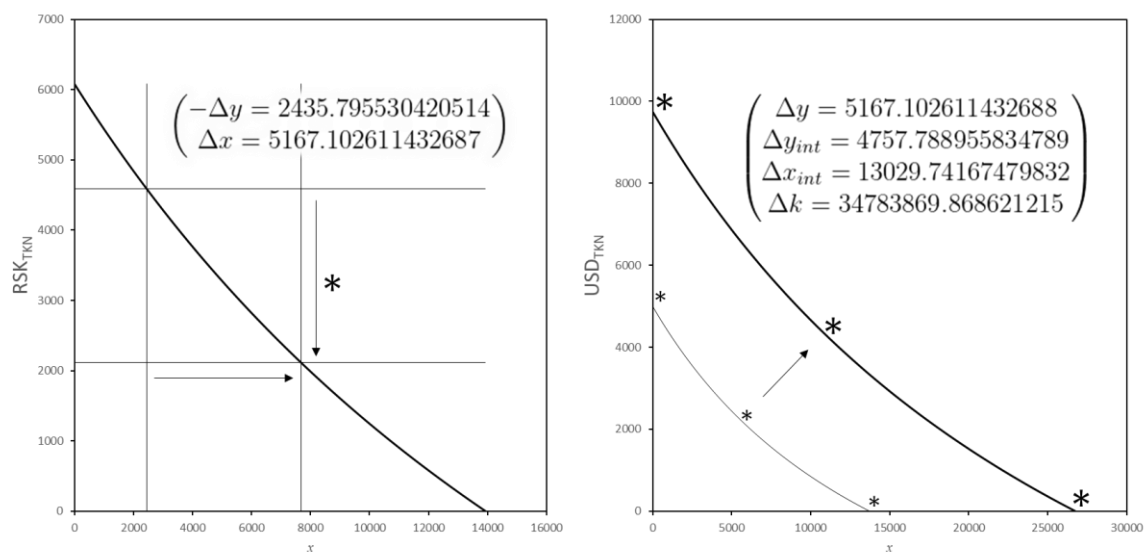 7000
6000
5000
4000
3000
2000
1000
0
RSK_TKN
0 2000 4000 6000 8000 10000 12000 14000 16000
x
−Δy = 2435.795530420514
Δx = 5167.102611432687
*
12000
10000
8000
6000
4000
2000
0
USD_TKN
0 5000 10000 15000 20000 25000 30000
x
Δy = 5167.102611432688
Δy_int = 4757.788955834789
Δx_int = 13029.74167479832
Δk = 34783869.868621215
*
*
*
*
*
*